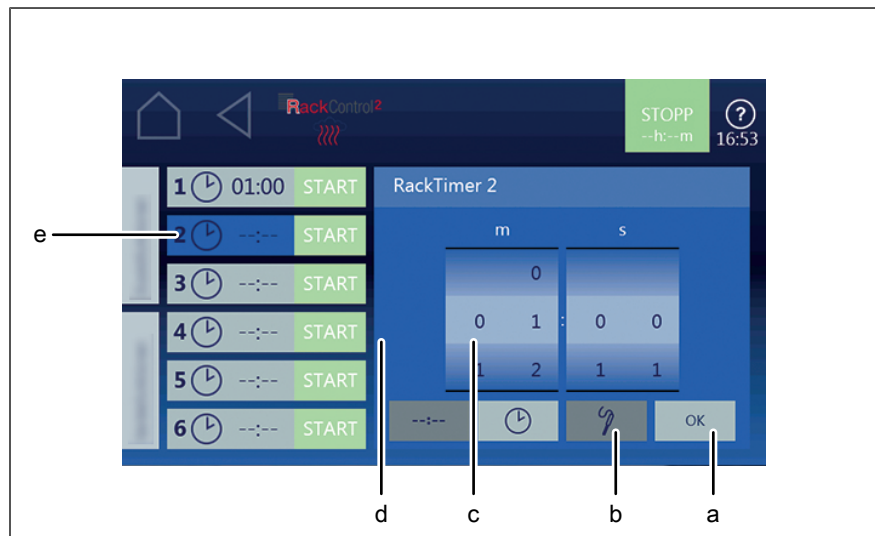 RackControl²
STOPP
--h:--m
?
16:53
1 01:00 START
RackTimer 2
m s
e
2 --:-- START
0
3 --:-- START
0 1 : 0 0
4 --:-- START
1 2 1 1
5 --:-- START
--:-- OK
6 --:-- START
d c b a